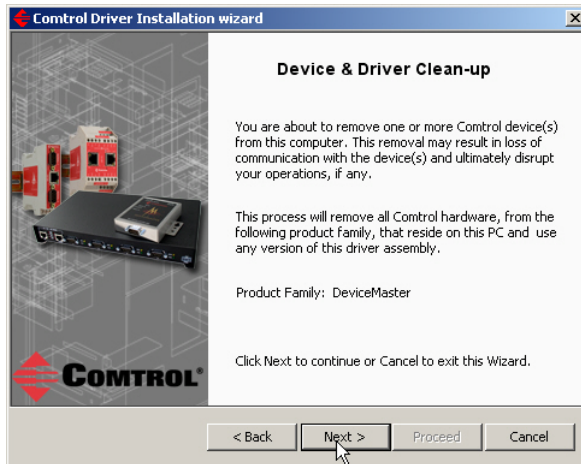 Comtrol Driver Installation wizard
Device & Driver Clean-up
You are about to remove one or more Comtrol device(s)
from this computer. This removal may result in loss of
communication with the device(s) and ultimately disrupt
your operations, if any.
This process will remove all Comtrol hardware, from the
following product family, that reside on this PC and use
any version of this driver assembly.
Product Family: DeviceMaster
Click Next to continue or Cancel to exit this Wizard.
COMTROL®
< Back
Next >
Proceed
Cancel